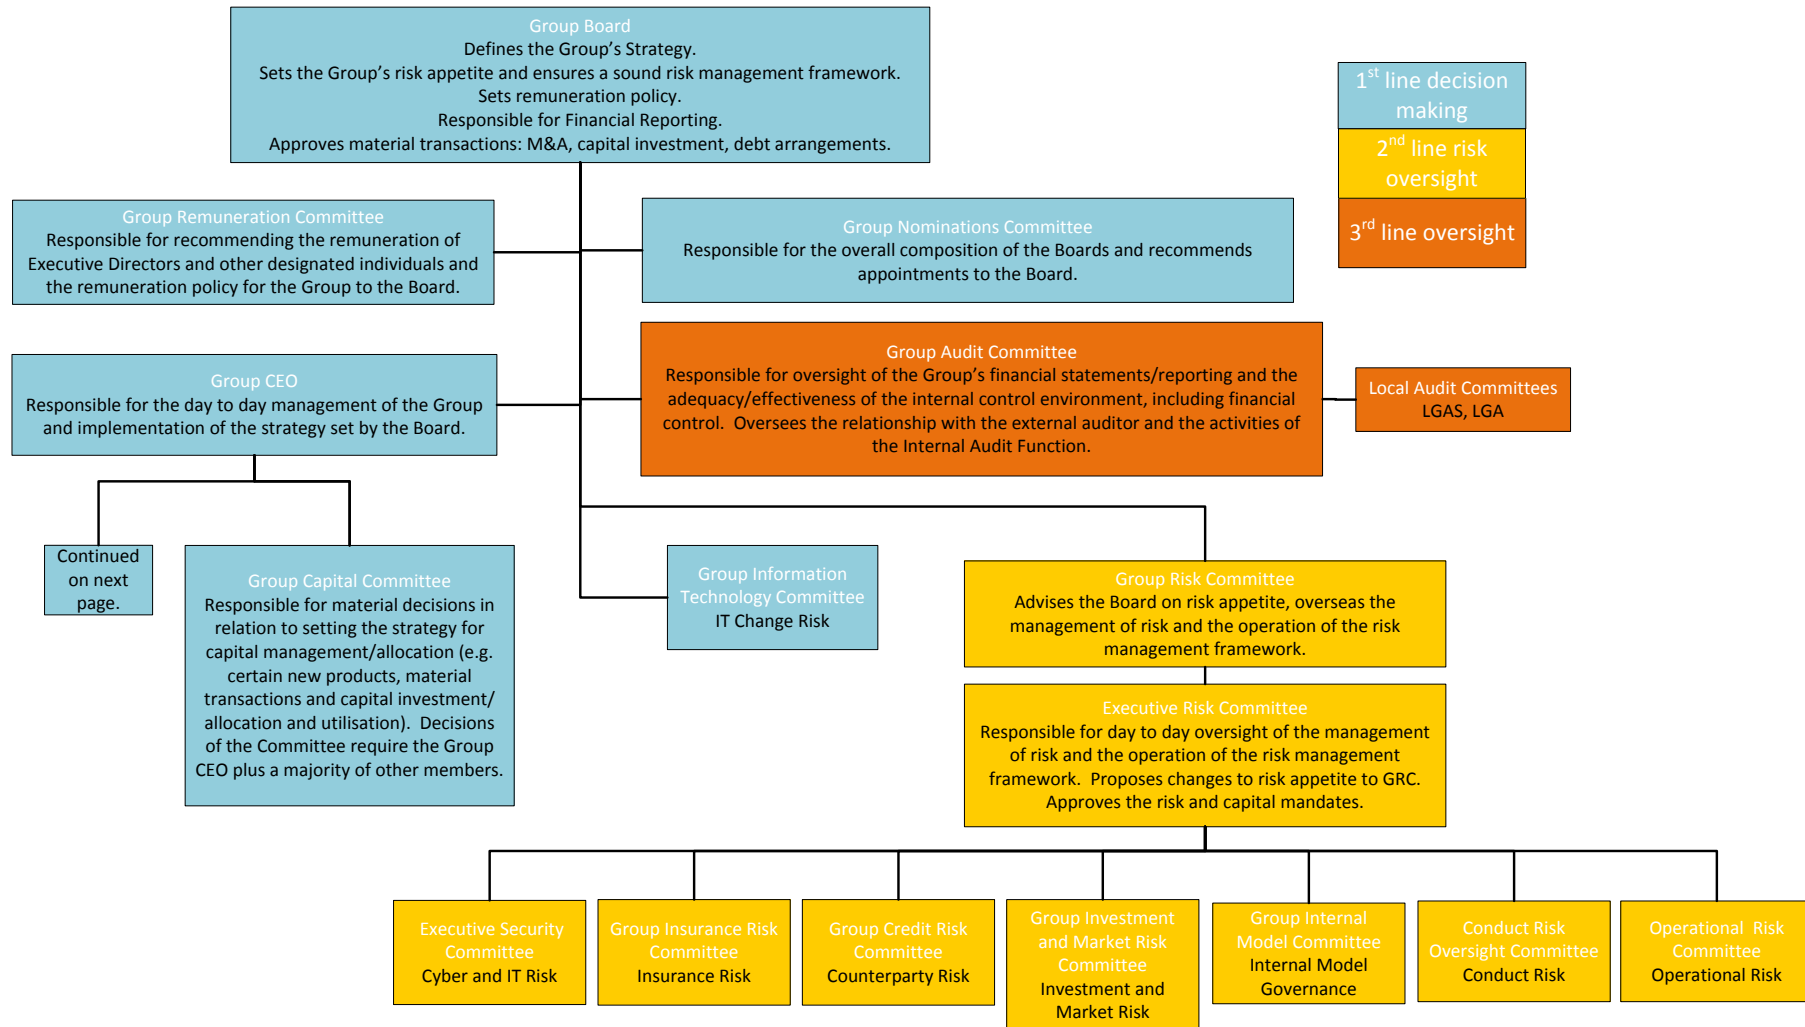 Group Board
Defines the Group’s Strategy.
Sets the Group’s risk appetite and ensures a sound risk management framework.
Sets remuneration policy.
Responsible for Financial Reporting.
Approves material transactions: M&A, capital investment, debt arrangements.
1st line decision
making
2nd line risk
oversight
3rd line oversight
Group Remuneration Committee
Responsible for recommending the remuneration of
Executive Directors and other designated individuals and
the remuneration policy for the Group to the Board.
Group Nominations Committee
Responsible for the overall composition of the Boards and recommends
appointments to the Board.
Group CEO
Responsible for the day to day management of the Group
and implementation of the strategy set by the Board.
Group Audit Committee
Responsible for oversight of the Group’s financial statements/reporting and the
adequacy/effectiveness of the internal control environment, including financial
control.  Oversees the relationship with the external auditor and the activities of
the Internal Audit Function.
Local Audit Committees
LGAS, LGA
Continued
on next
page.
Group Capital Committee
Responsible for material decisions in
relation to setting the strategy for
capital management/allocation (e.g.
certain new products, material
transactions and capital investment/
allocation and utilisation).  Decisions
of the Committee require the Group
CEO plus a majority of other members.
Group Information
Technology Committee
IT Change Risk
Group Risk Committee
Advises the Board on risk appetite, overseas the
management of risk and the operation of the risk
management framework.
Executive Risk Committee
Responsible for day to day oversight of the management
of risk and the operation of the risk management
framework.  Proposes changes to risk appetite to GRC.
Approves the risk and capital mandates.
Executive Security
Committee
Cyber and IT Risk
Group Insurance Risk
Committee
Insurance Risk
Group Credit Risk
Committee
Counterparty Risk
Group Investment
and Market Risk
Committee
Investment and
Market Risk
Group Internal
Model Committee
Internal Model
Governance
Conduct Risk
Oversight Committee
Conduct Risk
Operational  Risk
Committee
Operational Risk